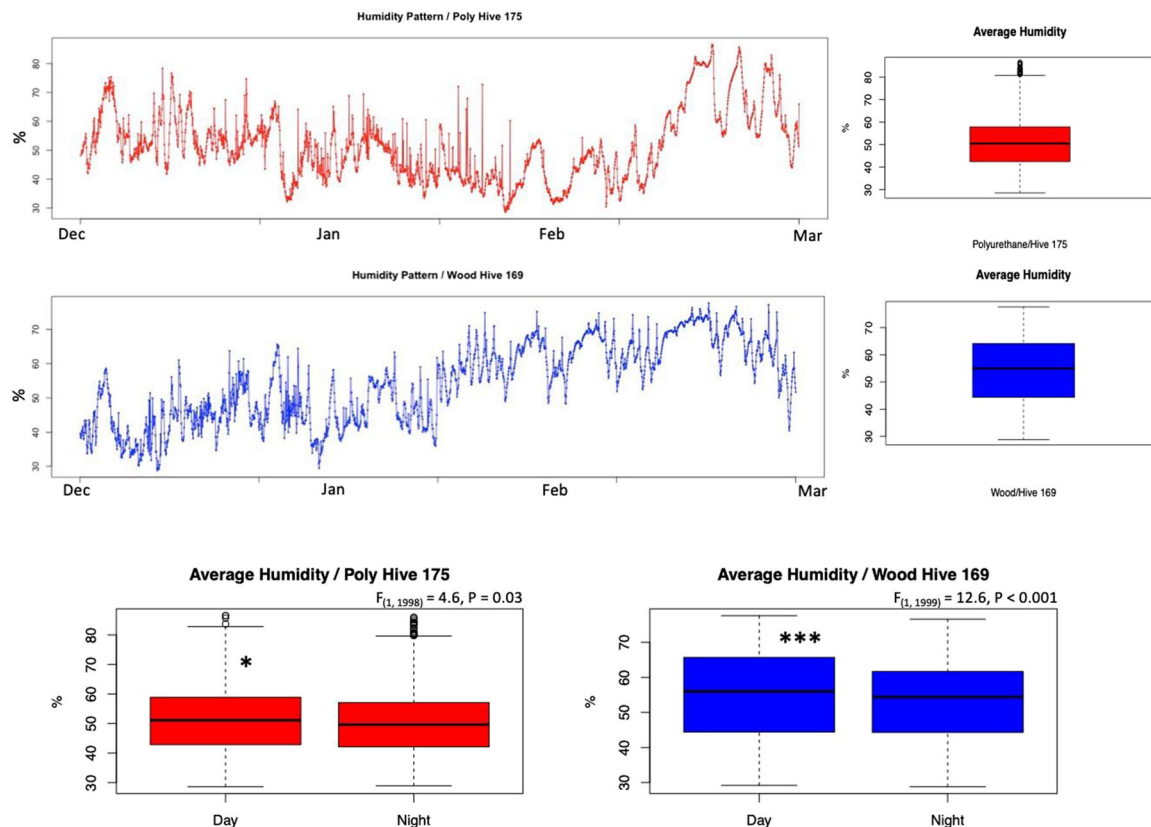 Humidity Pattern / Poly Hive 175
%
80
70
60
50
40
30
Dec Jan Feb Mar
Average Humidity
%
80
70
60
50
40
30
Polyurethane/Hive 175
Humidity Pattern / Wood Hive 169
%
70
60
50
40
30
Dec Jan Feb Mar
Average Humidity
%
70
60
50
40
30
Wood/Hive 169
Average Humidity / Poly Hive 175
F(1, 1998) = 4.6, P = 0.03
%
80
70
60
50
40
30
*
Day Night
Average Humidity / Wood Hive 169
F(1, 1999) = 12.6, P < 0.001
%
70
60
50
40
30
***
Day Night